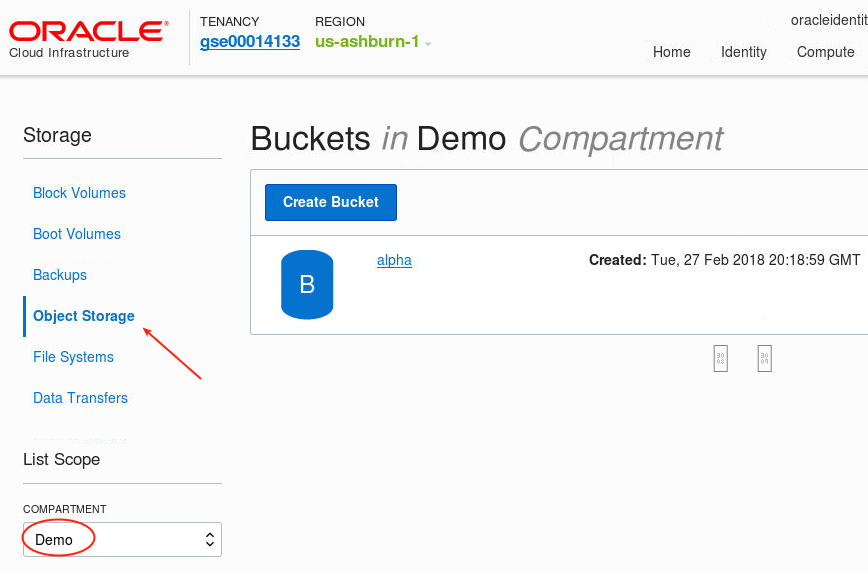 ORACLE®
Cloud Infrastructure
TENANCY
gse00014133
REGION
us-ashburn-1
oracleidentit
Home Identity Compute
Storage
Block Volumes
Boot Volumes
Backups
Object Storage
File Systems
Data Transfers
List Scope
COMPARTMENT
Demo
Buckets in Demo Compartment
Create Bucket
B
alpha
Created: Tue, 27 Feb 2018 20:18:59 GMT